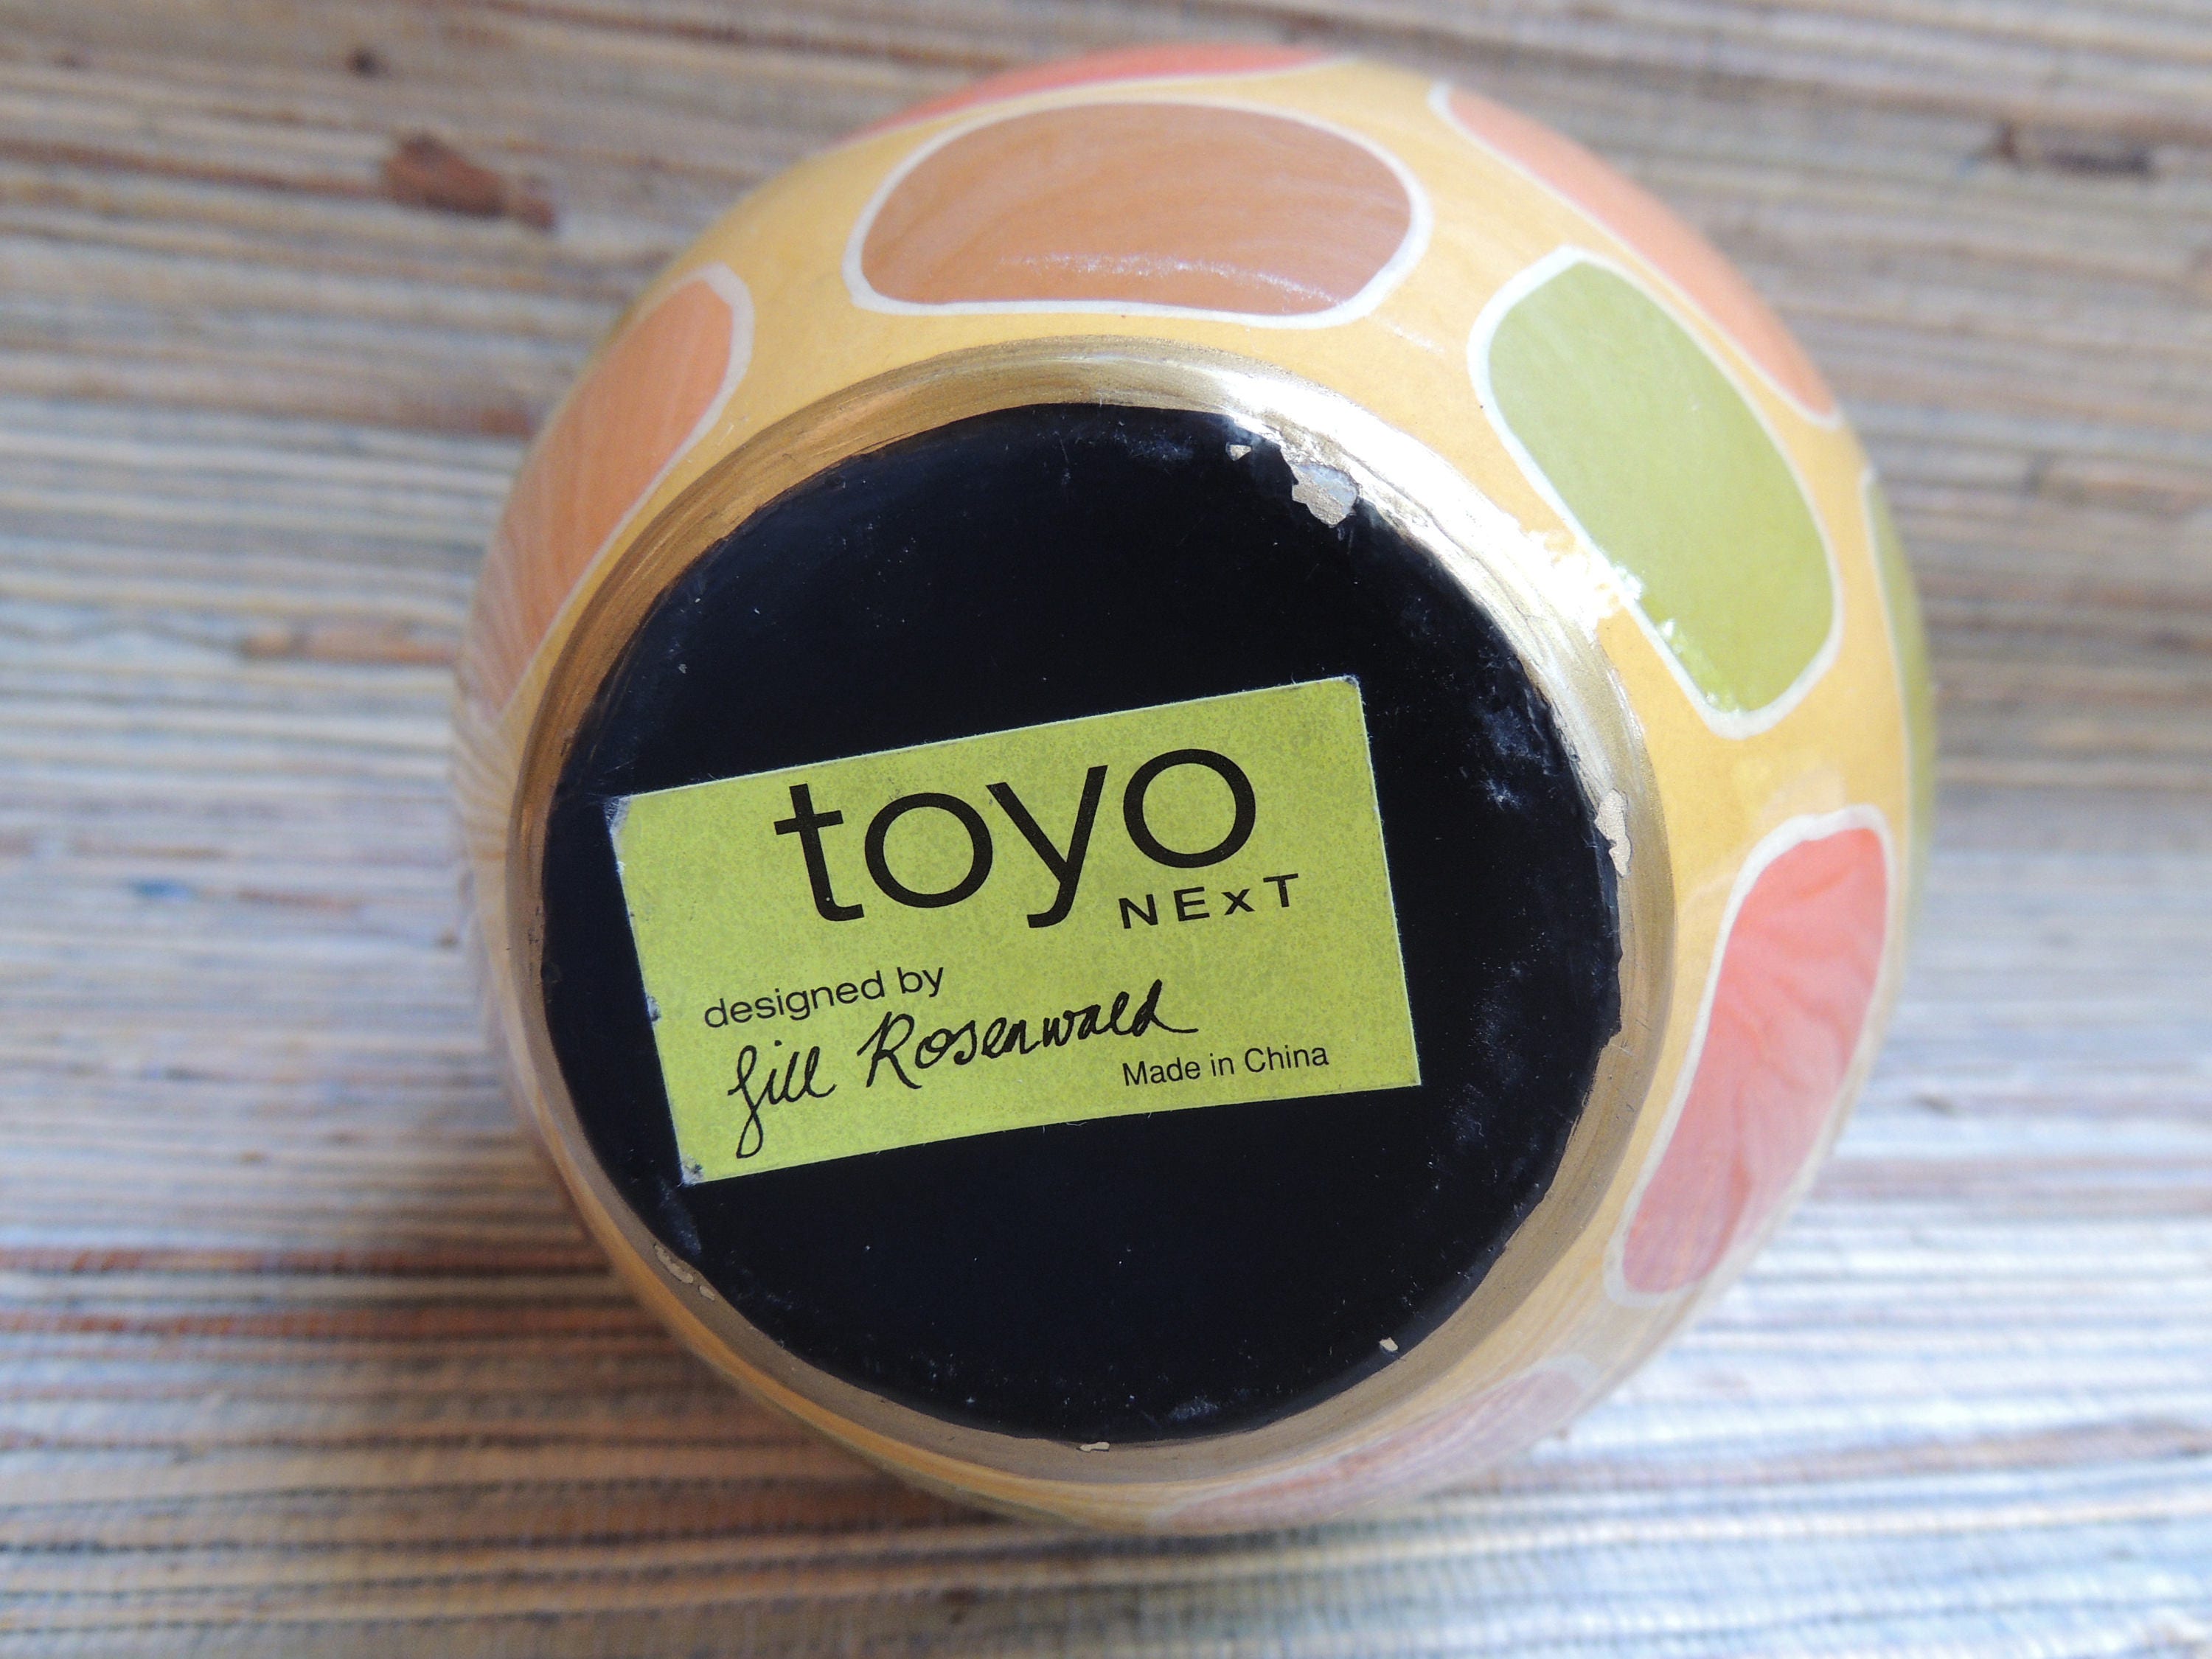 toyo
NExT
designed by
Jill Rosenwald
Made in China